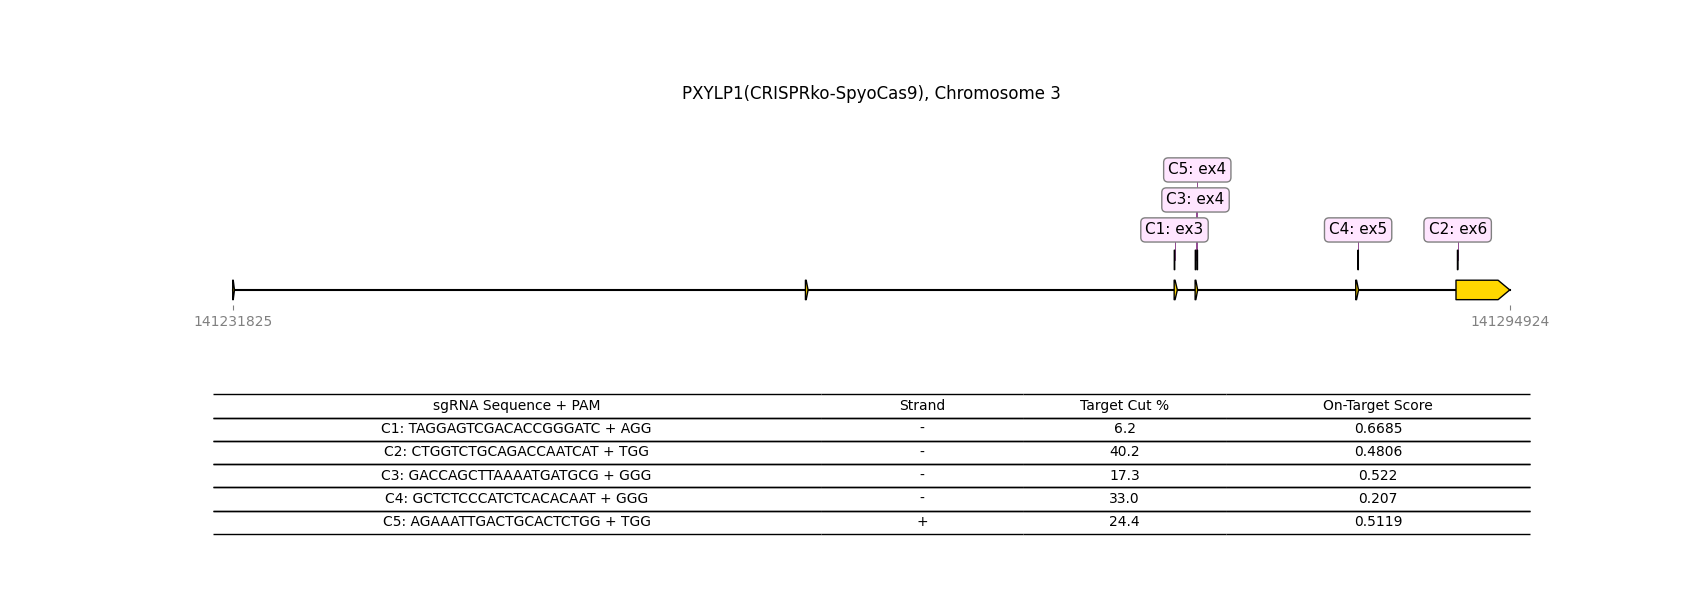 PXYLP1(CRISPRko-SpyoCas9), Chromosome 3
C5: ex4
C3: ex4
C1: ex3 C4: ex5 C2: ex6
141231825 141294924
sgRNA Sequence + PAM Strand Target Cut % On-Target Score
C1: TAGGAGTCGACACCGGGATC + AGG - 6.2 0.6685
C2: CTGGTCTGCAGACCAATCAT + TGG - 40.2 0.4806
C3: GACCAGCTTAAAATGATGCG + GGG - 17.3 0.522
C4: GCTCTCCCATCTCACACAAT + GGG - 33.0 0.207
C5: AGAAATTGACTGCACTCTGG + TGG + 24.4 0.5119